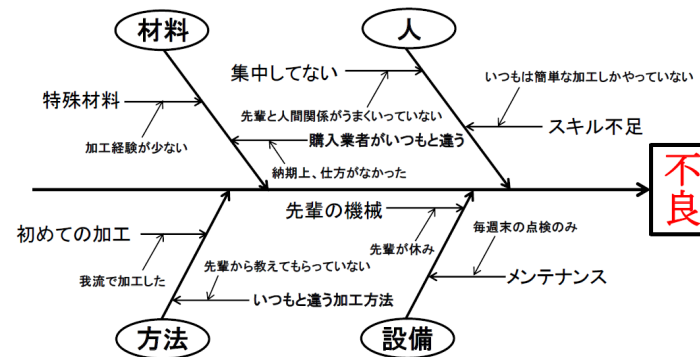 材料
人
集中してない
いつもは簡単な加工しかやっていない
特殊材料
先輩と人間関係がうまくいっていない
スキル不足
加工経験が少ない
購入業者がいつもと違う
納期上、仕方がなかった
不良
先輩の機械
初めての加工
毎週末の点検のみ
先輩が休み
我流で加工した
先輩から教えてもらっていない
メンテナンス
いつもと違う加工方法
方法
設備